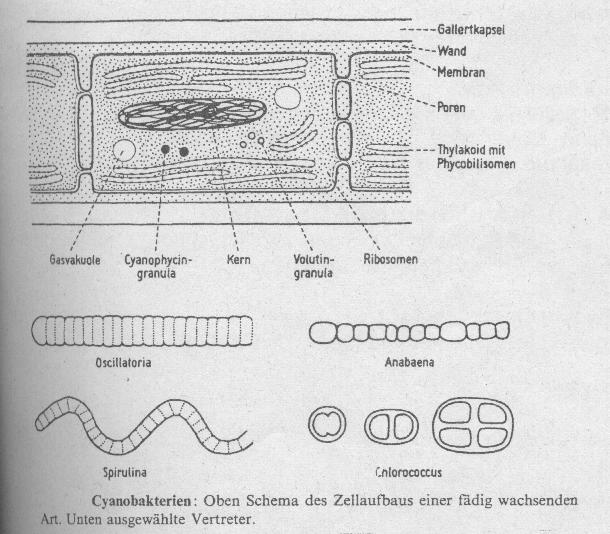 Gallertkapsel
Wand
Membran
Poren
Thylakoid mit
Phycobilisomen
Gasvakuole
Cyanophycin-
granula
Kern
Volutin-
granula
Ribosomen
Oscillatoria
Anabaena
Spirulina
Chlorococcus
Cyanobakterien: Oben Schema des Zellaufbaus einer fädig wachsenden
Art. Unten ausgewählte Vertreter.